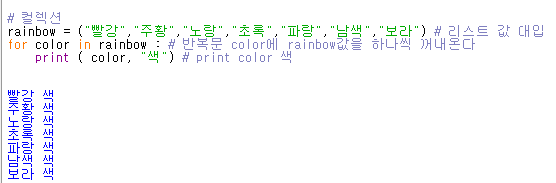 # 컬렉션
rainbow = ("빨강","주황","노랑","초록","파랑","남색","보라") # 리스트 값 대입
for color in rainbow : # 반복문 color에 rainbow값을 하나씩 꺼내온다
print ( color, "색") # print color 색
빨강 색
주황 색
노랑 색
초록 색
파랑 색
남색 색
보라 색